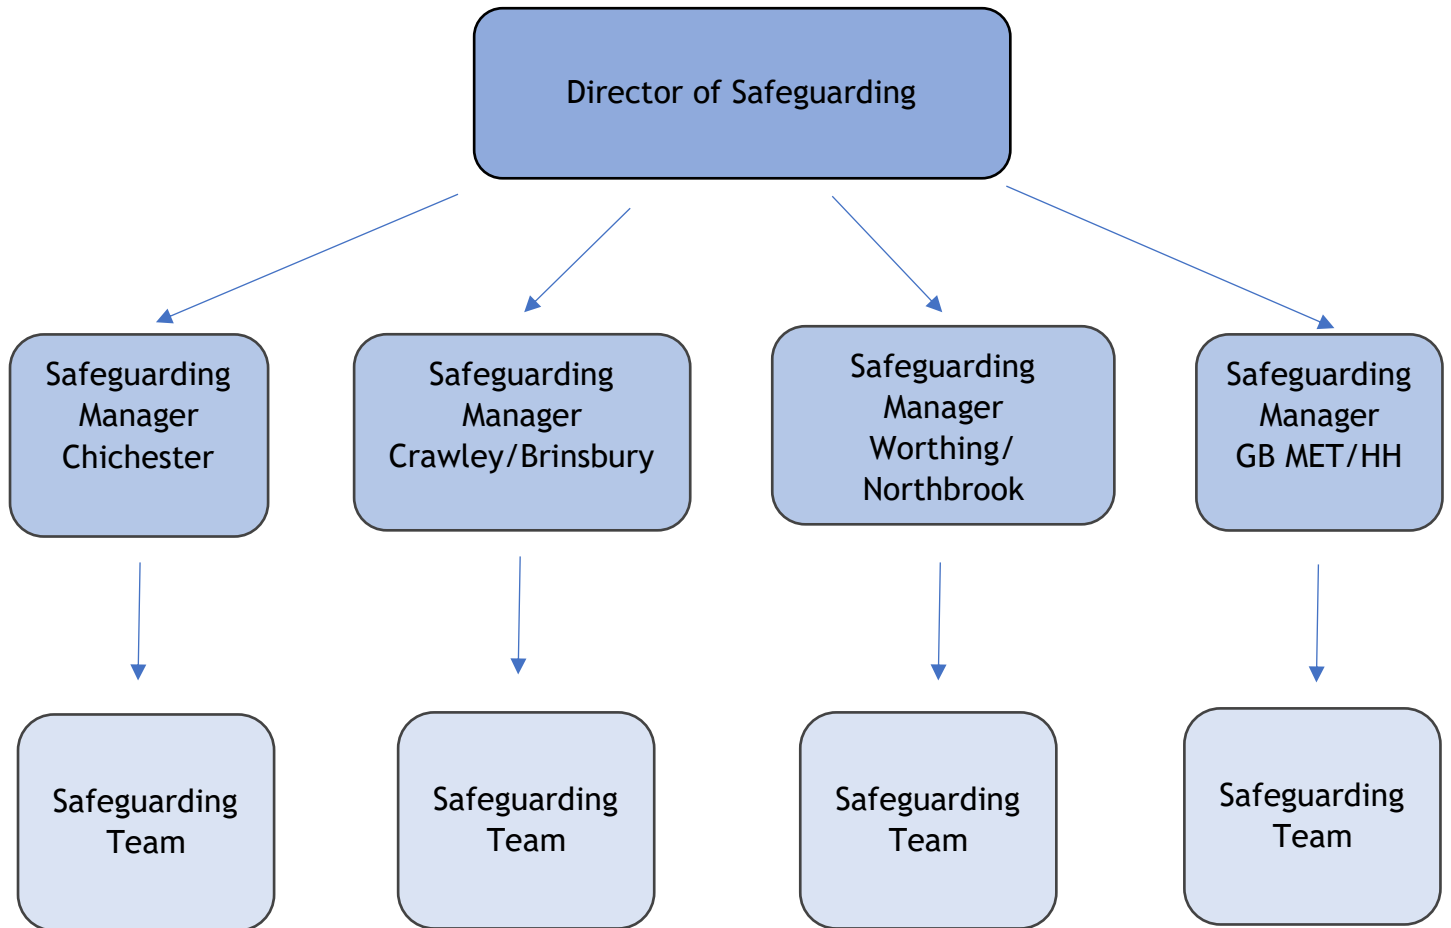 Director of Safeguarding
Safeguarding
Manager
Chichester
Safeguarding
Manager
Crawley/Brinsbury
Safeguarding
Manager
Worthing/
Northbrook
Safeguarding
Manager
GB MET/HH
Safeguarding
Team
Safeguarding
Team
Safeguarding
Team
Safeguarding
Team